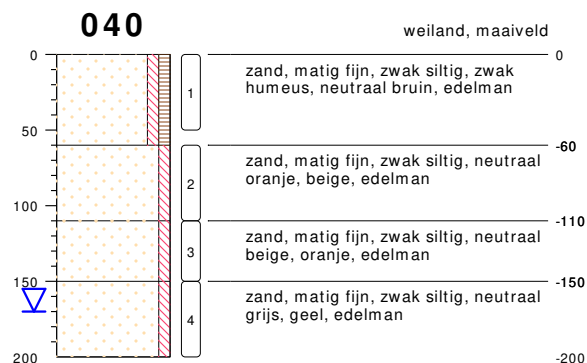 040
weiland, maaiveld
0
0
1
zand, matig fijn, zwak siltig, zwak
humeus, neutraal bruin, edelman
50
-60
2
zand, matig fijn, zwak siltig, neutraal
oranje, beige, edelman
100
-110
3
zand, matig fijn, zwak siltig, neutraal
beige, oranje, edelman
150
-150
4
zand, matig fijn, zwak siltig, neutraal
grijs, geel, edelman
200
-200